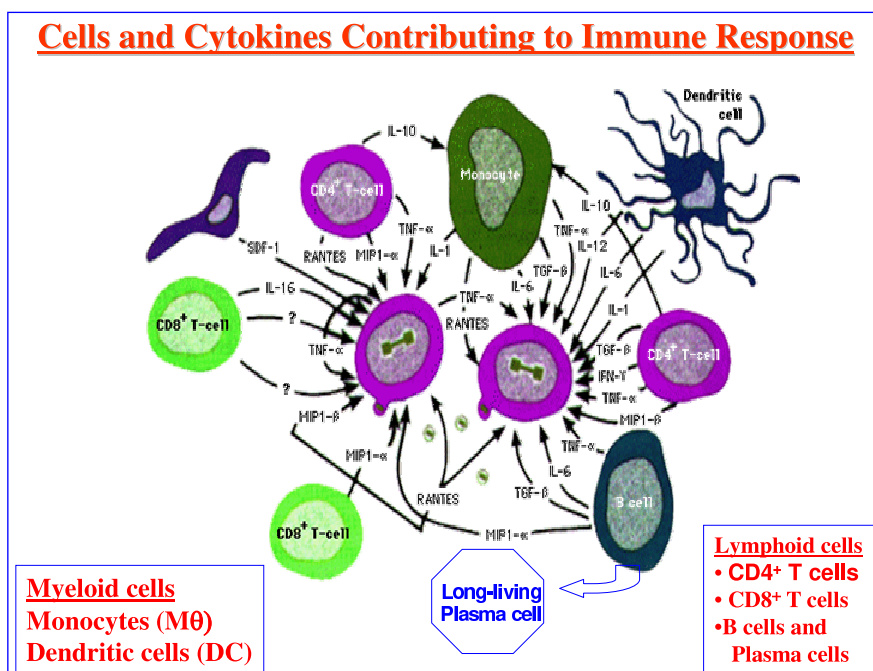 Cells and Cytokines Contributing to Immune Response
Dendritic
cell
IL-10
CD4⁺ T-cell
Monocyte
IL-10
TNF-α
TNF-α
IL-12
SDF-1
RANTES
MIP1-α
IL-1
TGF-β
IL-6
IL-6
IL-16
TNF-α
IL-1
CD8⁺ T-cell
?
RANTES
TGF-β
CD4⁺ T-cell
TNF-α
IFN-γ
?
TNF-α
MIP1-β
MIP1-β
TNF-α
MIP1-α
IL-6
RANTES
TGF-β
B cell
CD8⁺ T-cell
MIP1-α
Myeloid cells
Monocytes (Mθ)
Dendritic cells (DC)
Long-living
Plasma cell
Lymphoid cells
• CD4⁺ T cells
• CD8⁺ T cells
•B cells and
Plasma cells